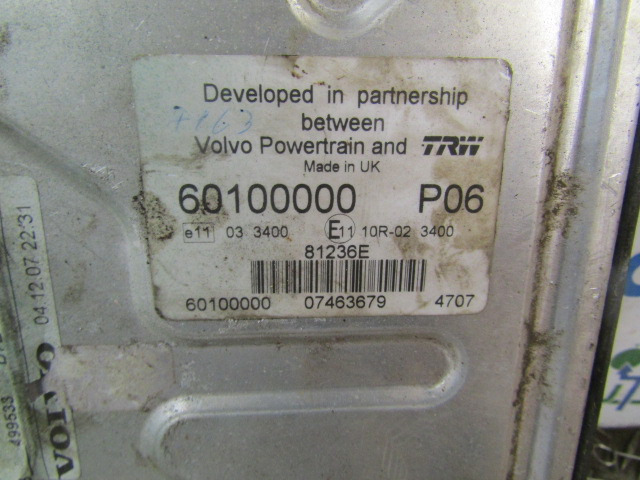 Developed in partnership
between
Volvo Powertrain and TRW
Made in UK
60100000 P06
e11 03 3400 E11 10R-02 3400
81236E
60100000 07463679 4707
04.12.07 22:31
VOLVO
499533